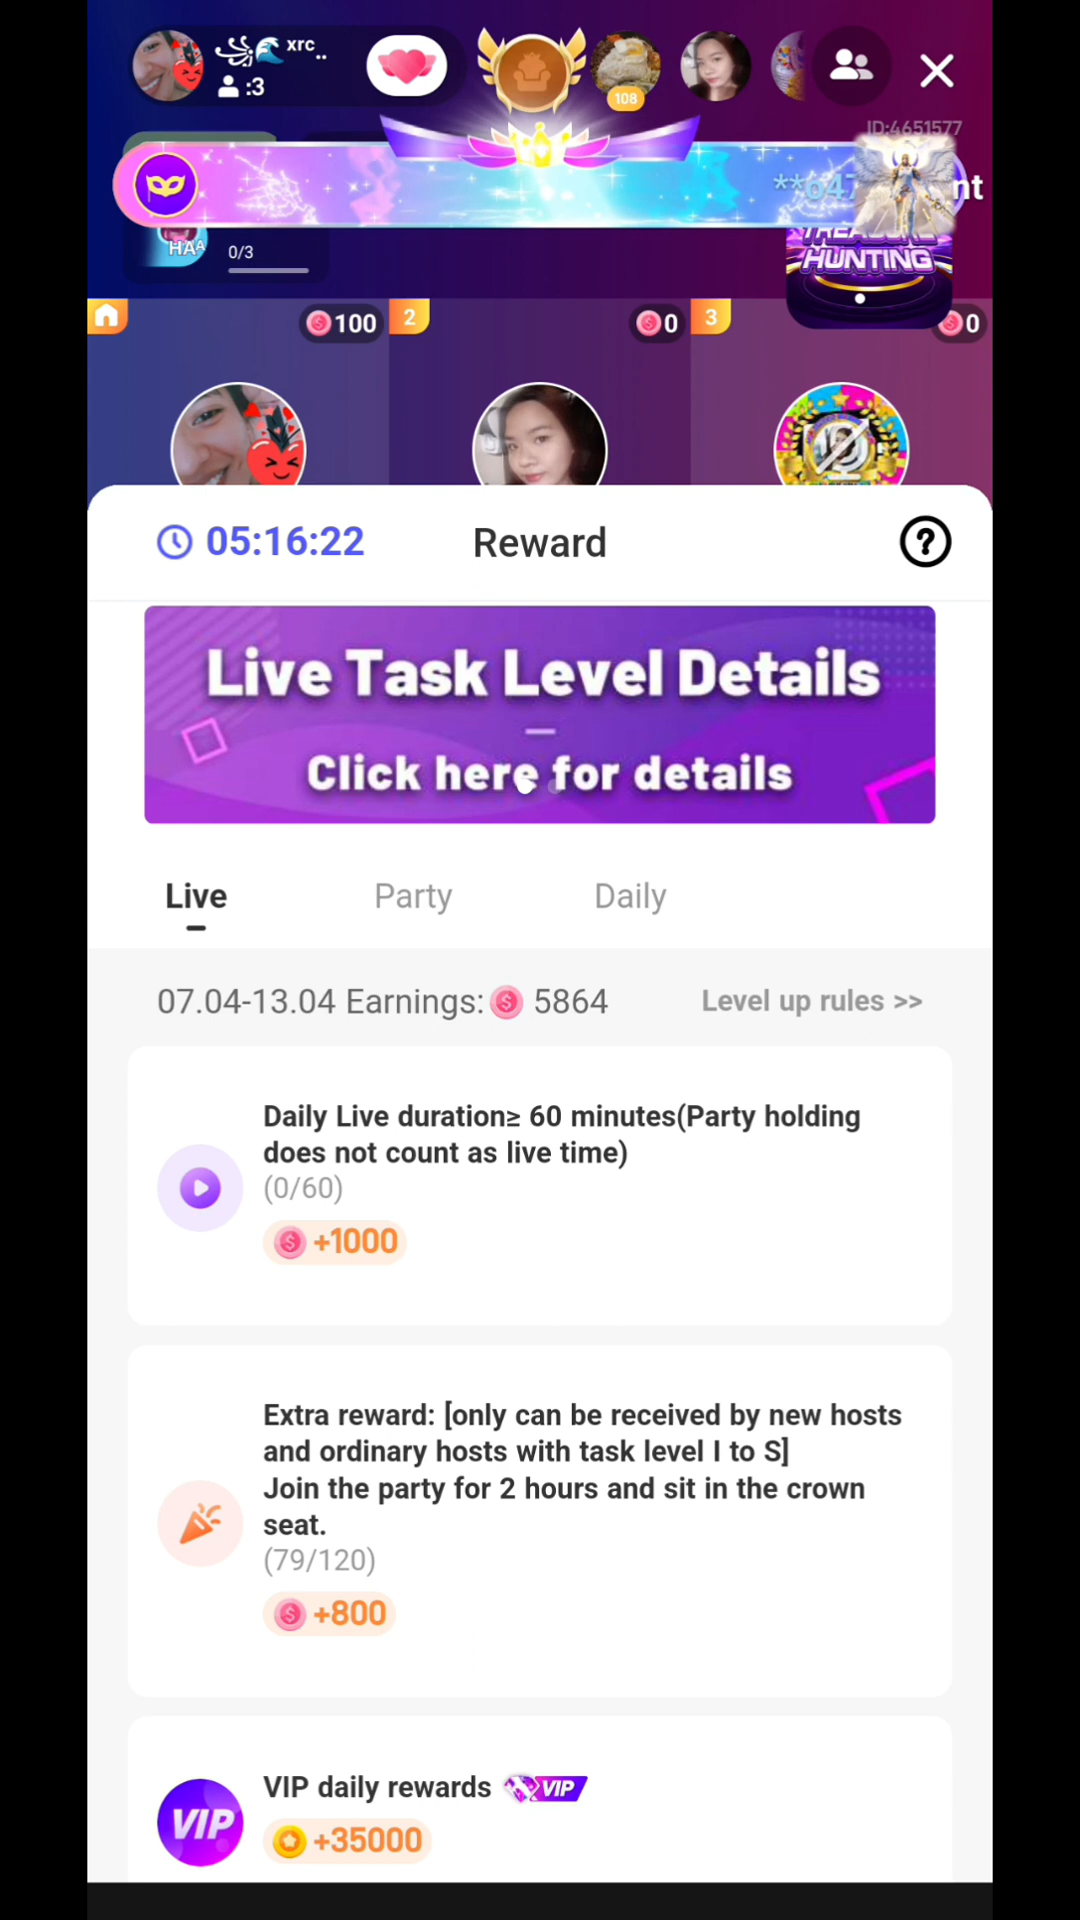 xrc..
:3
108
ID:4651577
nt
HAA
0/3
TREASURE
HUNTING
100
2
0
3
0
05:16:22
Reward
?
Live Task Level Details
Click here for details
Live
Party
Daily
07.04-13.04 Earnings: 5864
Level up rules >>
Daily Live duration≥ 60 minutes(Party holding
does not count as live time)
(0/60)
+1000
Extra reward: [only can be received by new hosts
and ordinary hosts with task level I to S]
Join the party for 2 hours and sit in the crown
seat.
(79/120)
+800
VIP daily rewards VIP
VIP
+35000